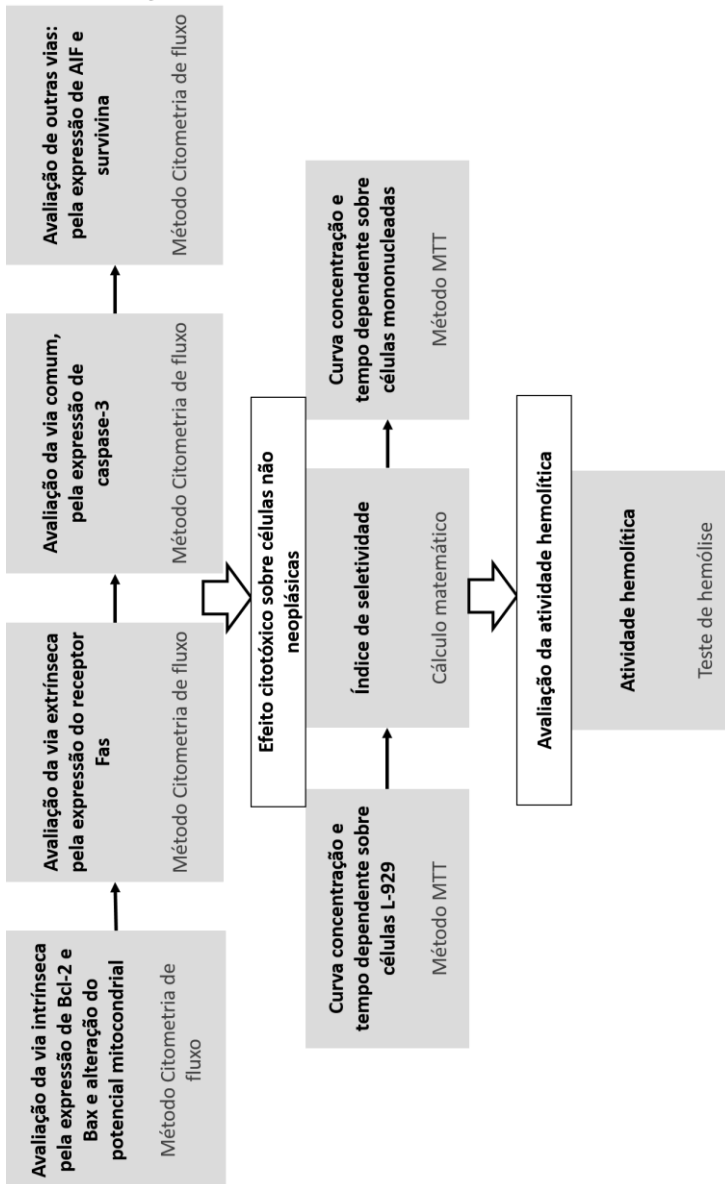 Avaliação da via intrínseca
pela expressão de Bcl-2 e
Bax e alteração do
potencial mitocondrial
Método Citometria de
fluxo
Avaliação da via extrínseca
pela expressão do receptor
Fas
Método Citometria de fluxo
Avaliação da via comum,
pela expressão de
caspase-3
Método Citometria de fluxo
Avaliação de outras vias:
pela expressão de AIF e
survivina
Método Citometria de fluxo
Efeito citotóxico sobre células não
neoplásicas
Curva concentração e
tempo dependente sobre
células L-929
Método MTT
Índice de seletividade
Cálculo matemático
Curva concentração e
tempo dependente sobre
células mononucleadas
Método MTT
Avaliação da atividade hemolítica
Atividade hemolítica
Teste de hemólise